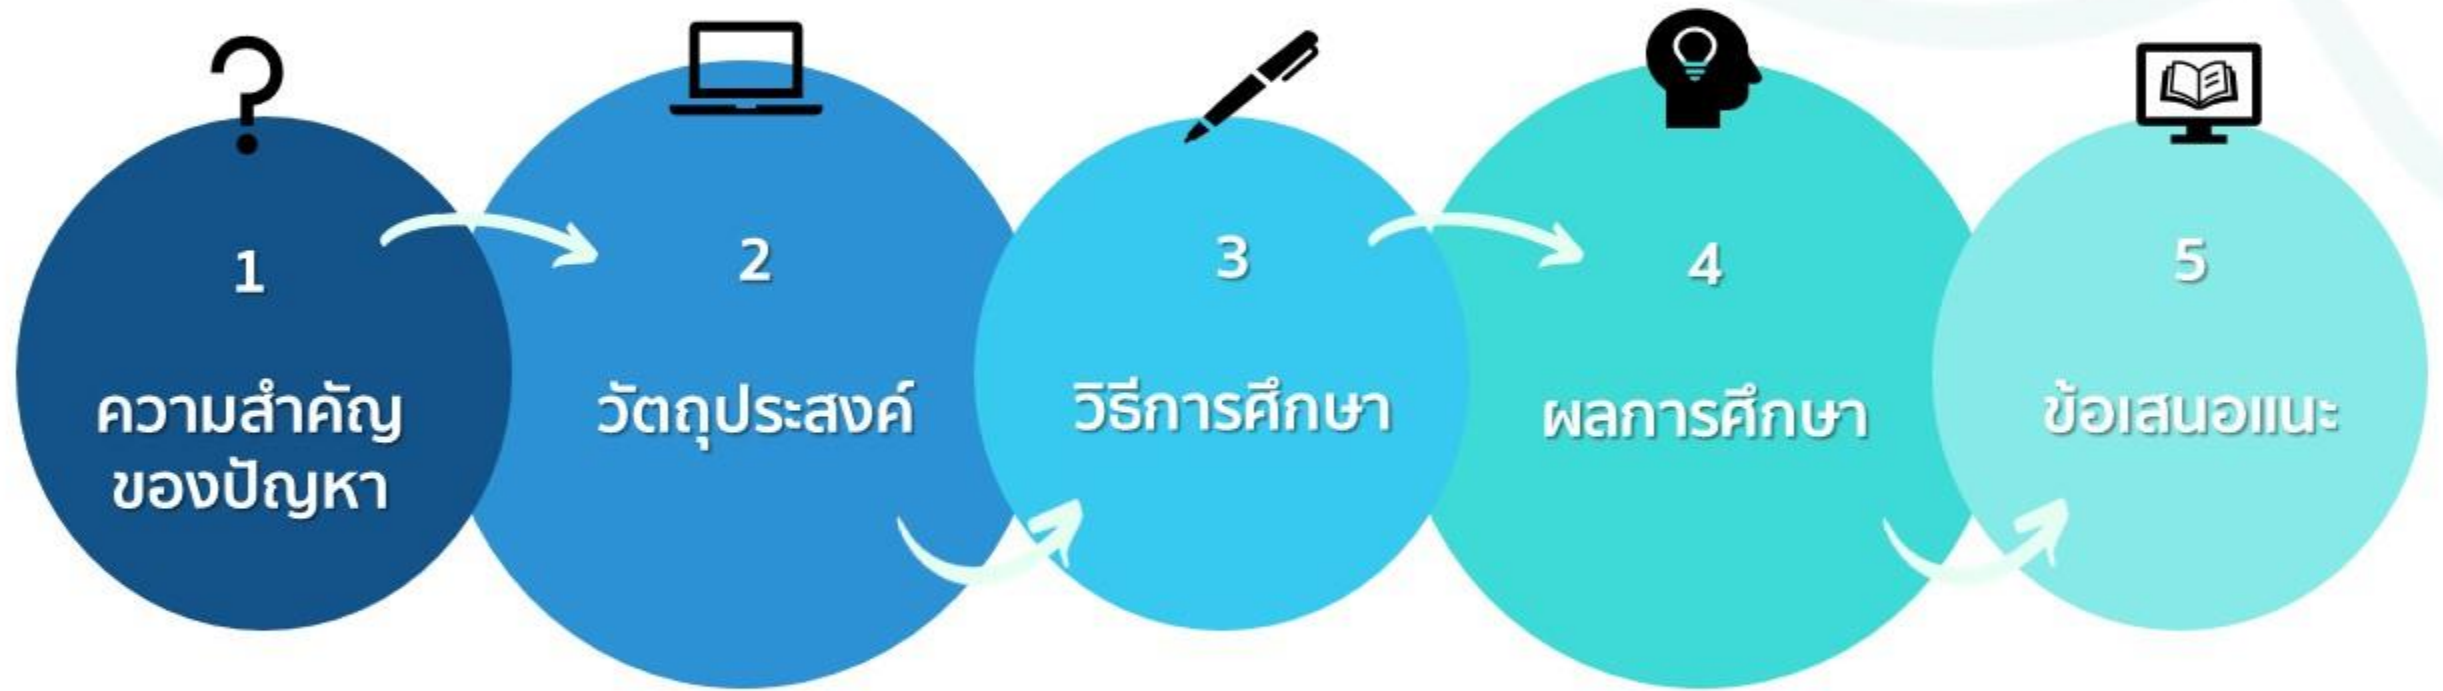 1
ความสำคัญ
ของปัญหา
2
วัตถุประสงค์
3
วิธีการศึกษา
4
ผลการศึกษา
5
ข้อเสนอแนะ